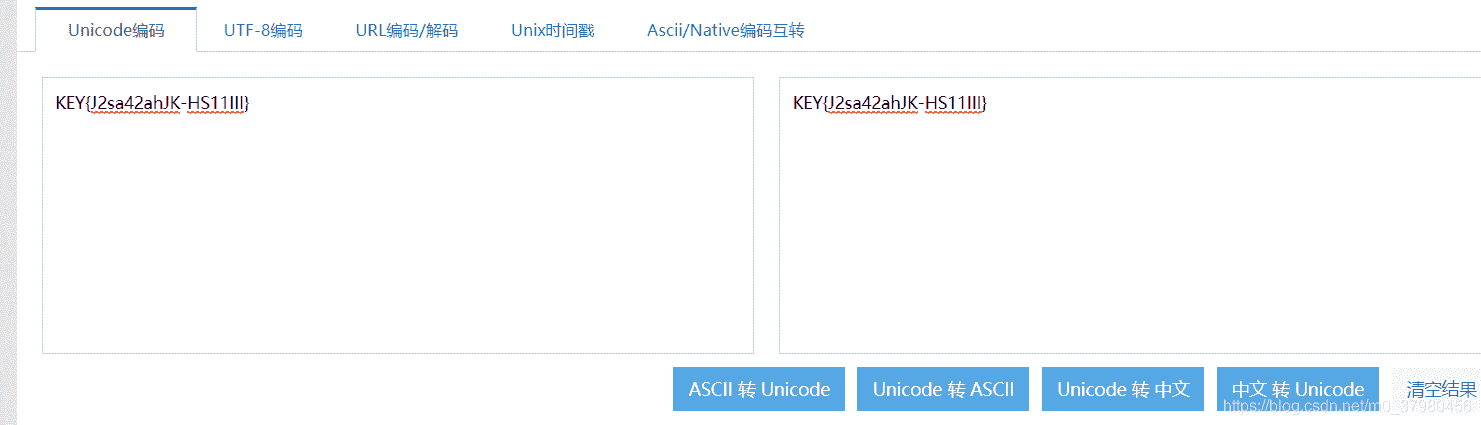 Unicode编码 UTF-8编码 URL编码/解码 Unix时间戳 Ascii/Native编码互转
KEY{J2sa42ahJK-HS11III} KEY{J2sa42ahJK-HS11III}
ASCII 转 Unicode Unicode 转 ASCII Unicode 转 中文 中文 转 Unicode 清空结果
https://blog.csdn.net/m0_37980456